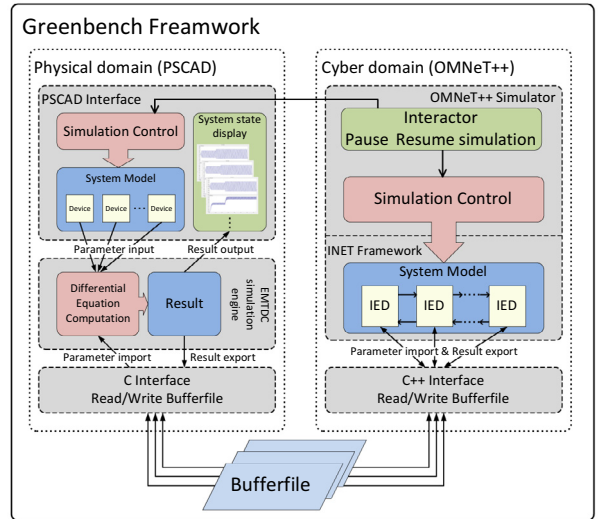 Greenbench Freamwork
Physical domain (PSCAD)
PSCAD Interface
Simulation Control
System Model
Device
Device
...
Device
System state
display
Parameter input
Result output
Differential
Equation
Computation
Result
EMTDC
simulation
engine
Parameter import
Result export
C Interface
Read/Write Bufferfile
Cyber domain (OMNeT++)
OMNeT++ Simulator
Interactor
Pause Resume simulation
Simulation Control
INET Framework
System Model
IED
IED
IED
Parameter import & Result export
C++ Interface
Read/Write Bufferfile
Bufferfile